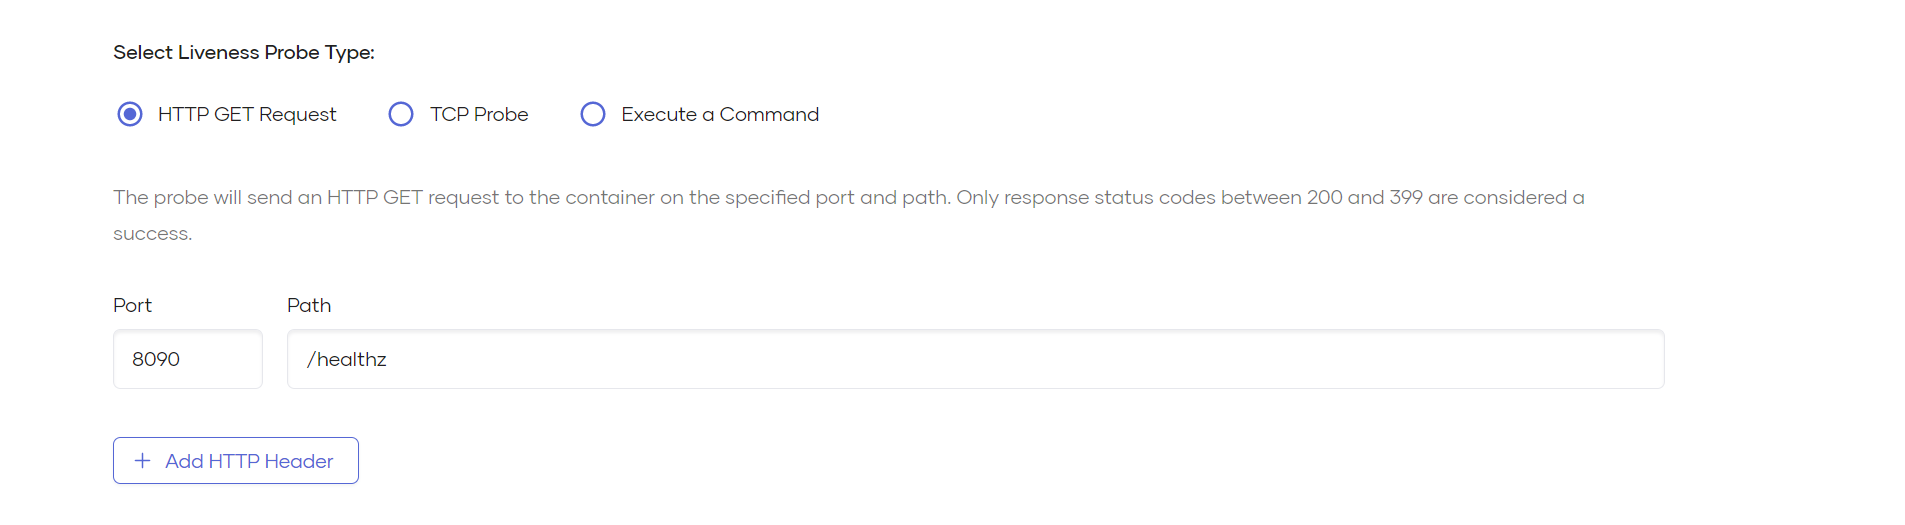 Select Liveness Probe Type:
HTTP GET Request TCP Probe Execute a Command
The probe will send an HTTP GET request to the container on the specified port and path. Only response status codes between 200 and 399 are considered a
success.
Port Path
8090 /healthz
+ Add HTTP Header